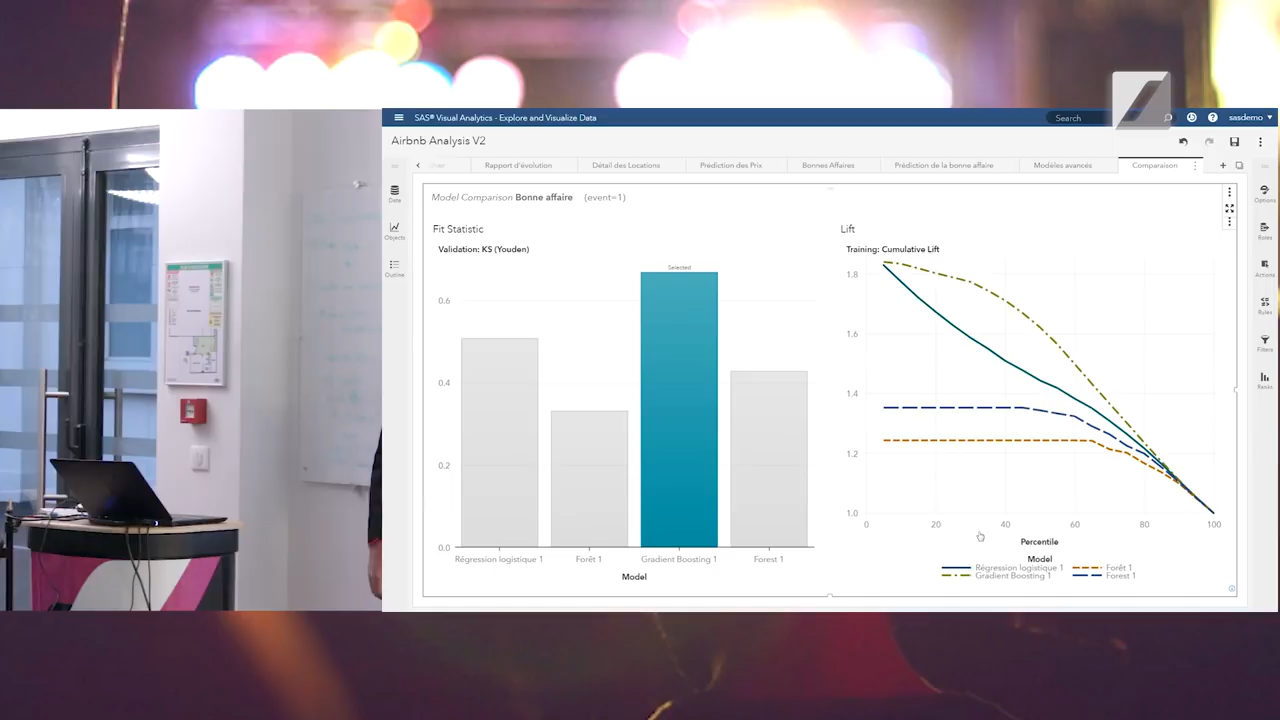 SAS® Visual Analytics - Explore and Visualize Data
Search
sasdemo
Airbnb Analysis V2
Rapport d'évolution
Détail des Locations
Prédiction des Prix
Bonnes Affaires
Prédiction de la bonne affaire
Modèles avancés
Comparaison
Data
Objects
Outline
Options
Roles
Actions
Rules
Filters
Ranks
Model Comparison Bonne affaire (event=1)
Fit Statistic
Validation: KS (Youden)
Selected
0.6
0.4
0.2
0.0
Régression logistique 1
Forêt 1
Gradient Boosting 1
Forest 1
Model
Lift
Training: Cumulative Lift
1.8
1.6
1.4
1.2
1.0
0 20 40 60 80 100
Percentile
Model
Régression logistique 1
Forêt 1
Gradient Boosting 1
Forest 1